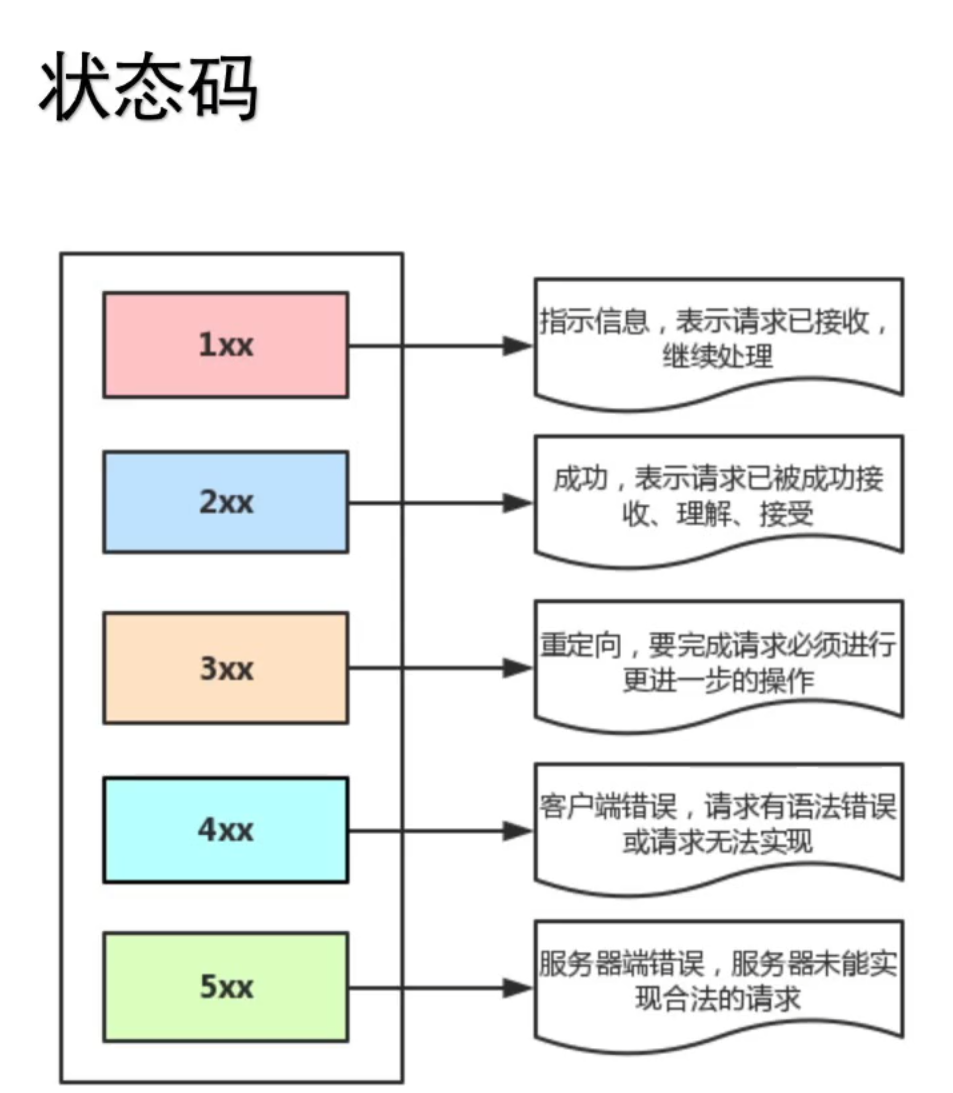 状态码
1xx
指示信息，表示请求已接收，
继续处理
2xx
成功，表示请求已被成功接
收、理解、接受
3xx
重定向，要完成请求必须进行
更进一步的操作
4xx
客户端错误，请求有语法错误
或请求无法实现
5xx
服务器端错误，服务器未能实
现合法的请求